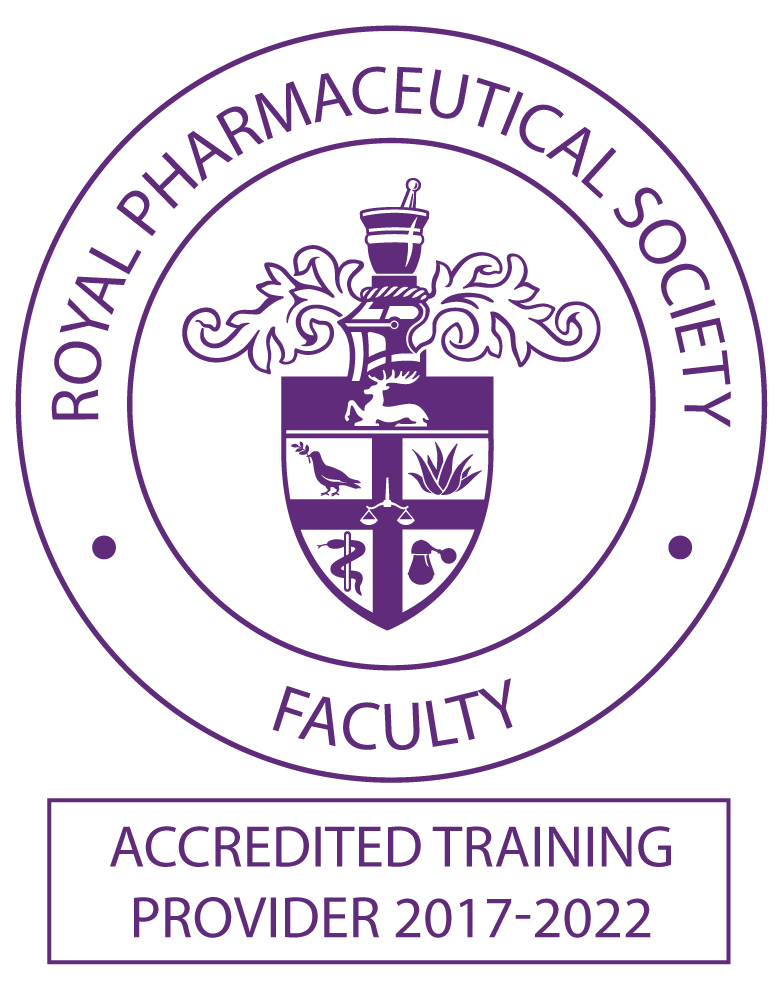 ROYAL PHARMACEUTICAL SOCIETY
FACULTY
ACCREDITED TRAINING
PROVIDER 2017-2022